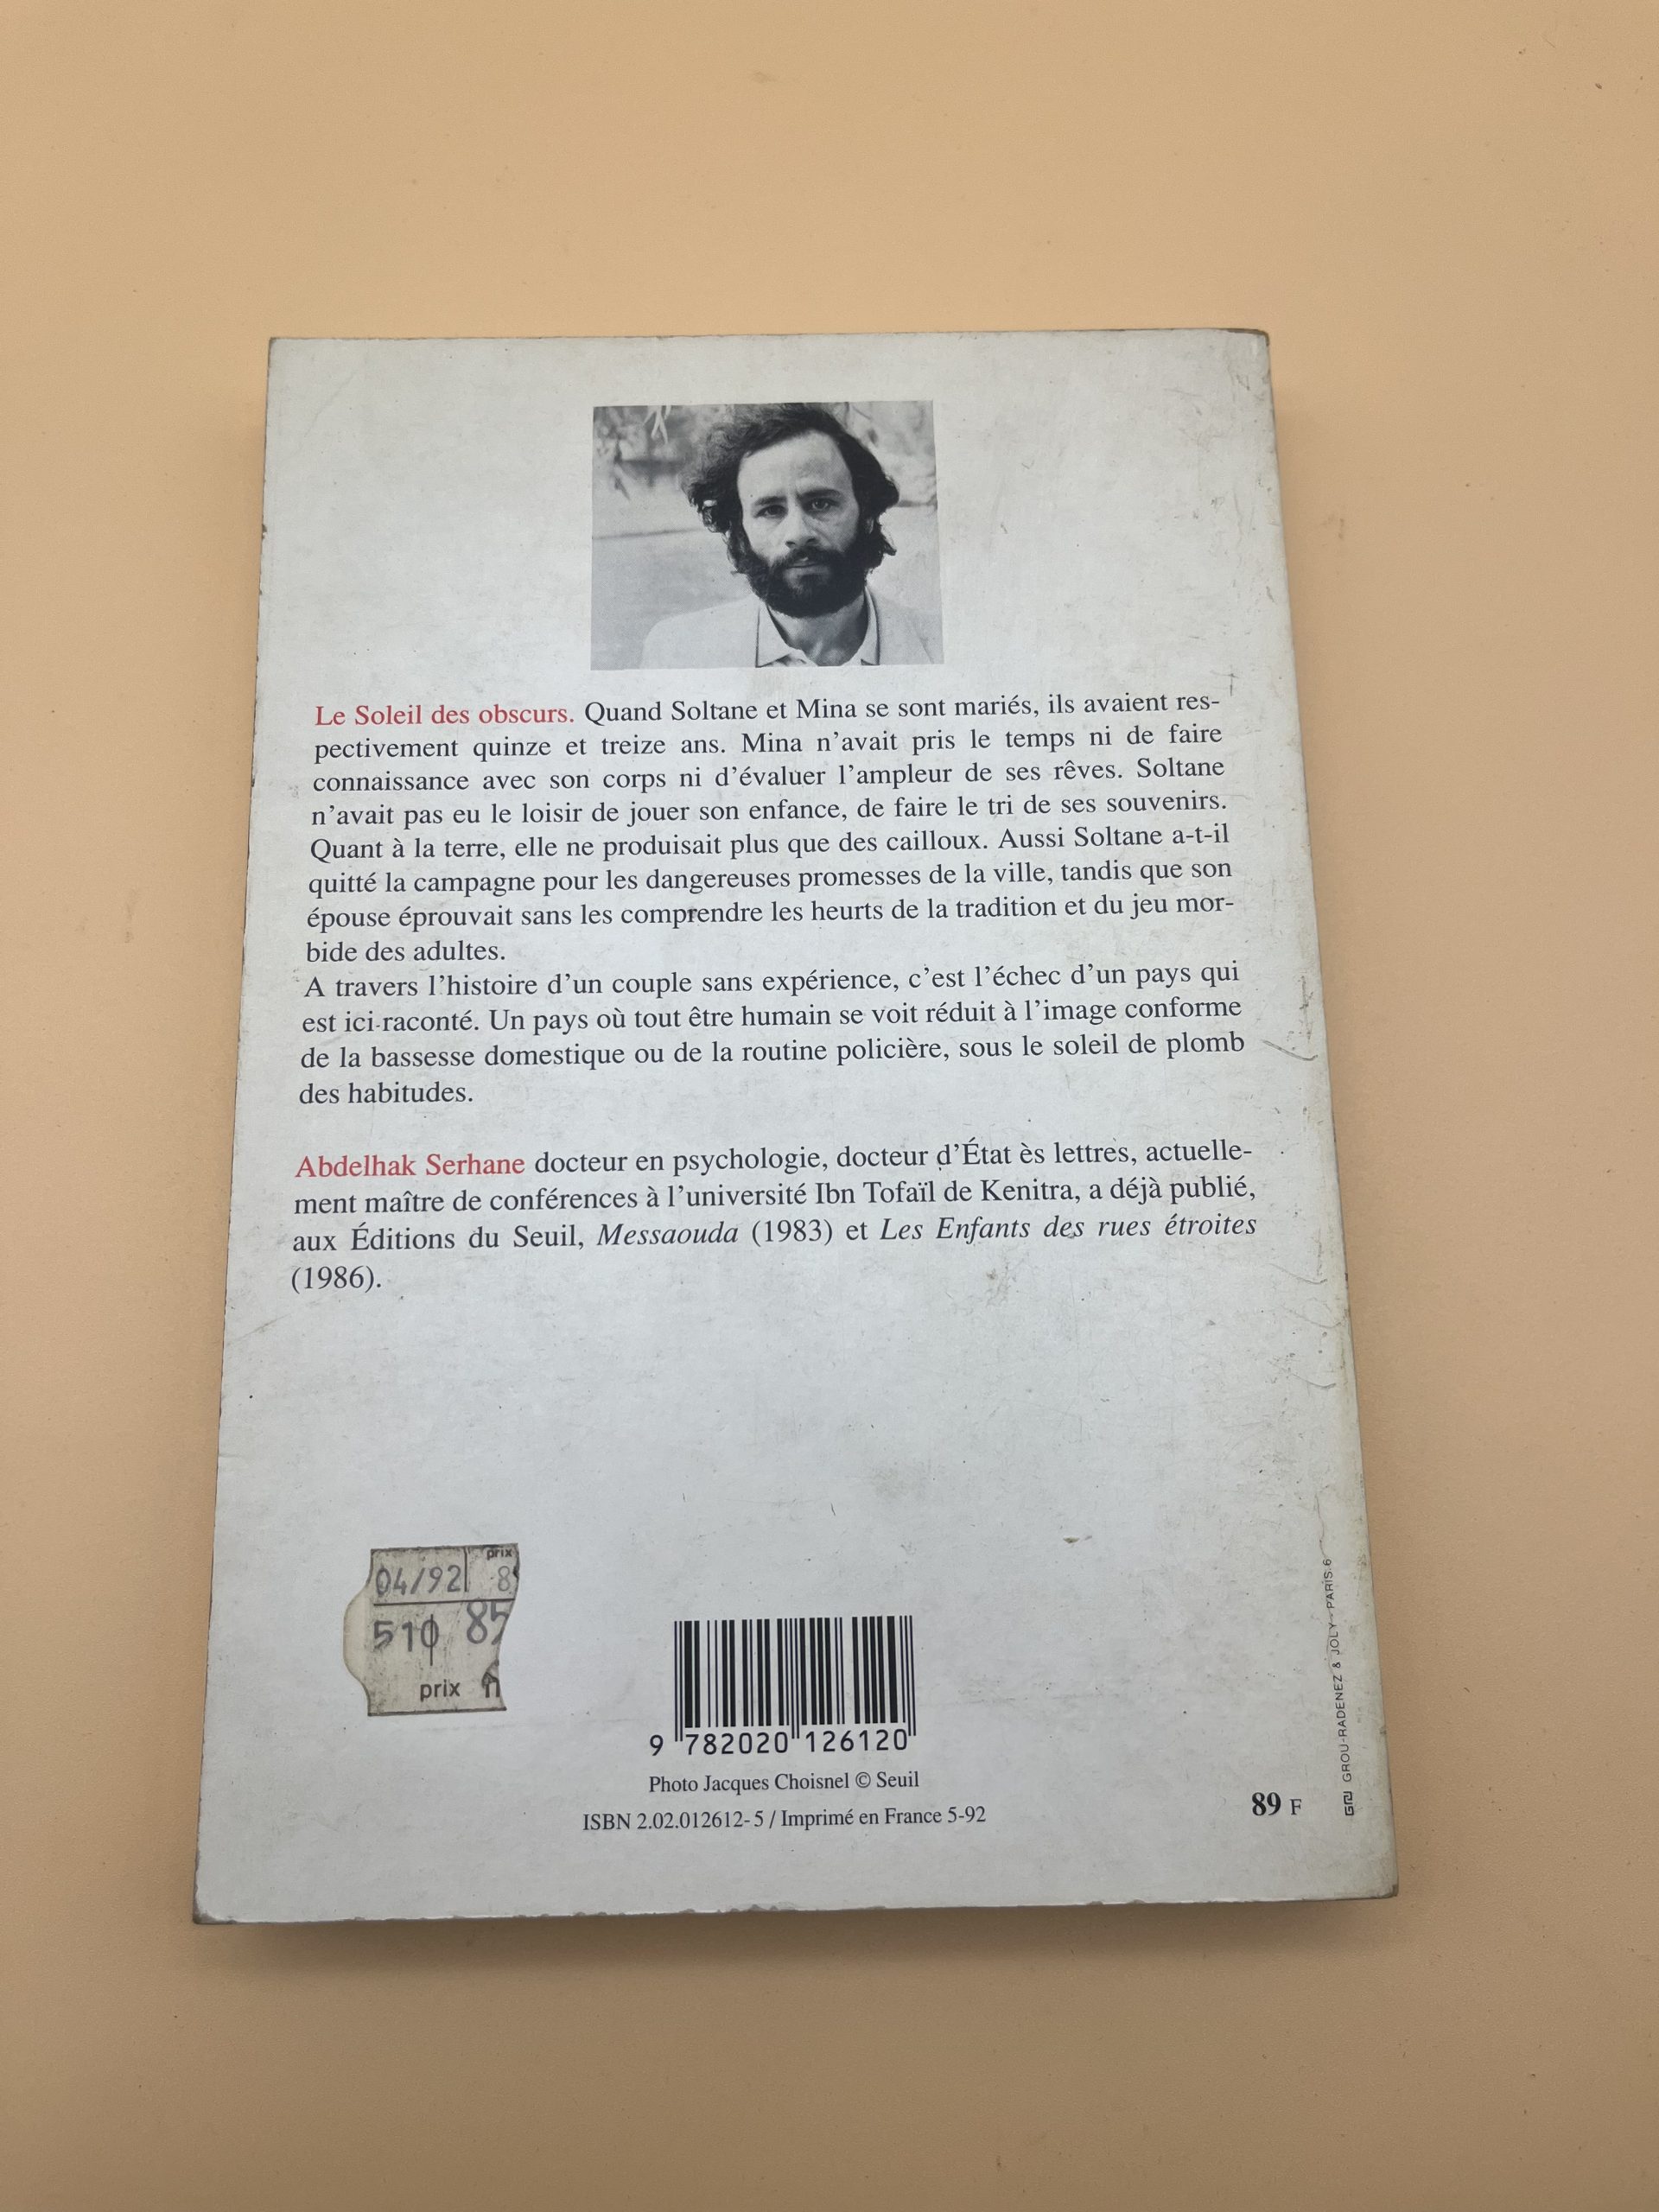 Le Soleil des obscurs. Quand Soltane et Mina se sont mariés, ils avaient res-
pectivement quinze et treize ans. Mina n'avait pris le temps ni de faire
connaissance avec son corps ni d'évaluer l'ampleur de ses rêves. Soltane
n'avait pas eu le loisir de jouer son enfance, de faire le tri de ses souvenirs.
Quant à la terre, elle ne produisait plus que des cailloux. Aussi Soltane a-t-il
quitté la campagne pour les dangereuses promesses de la ville, tandis que son
épouse éprouvait sans les comprendre les heurts de la tradition et du jeu mor-
bide des adultes.
A travers l'histoire d'un couple sans expérience, c'est l'échec d'un pays qui
est ici raconté. Un pays où tout être humain se voit réduit à l'image conforme
de la bassesse domestique ou de la routine policière, sous le soleil de plomb
des habitudes.
Abdelhak Serhane docteur en psychologie, docteur d'État ès lettres, actuelle-
ment maître de conférences à l'université Ibn Tofaïl de Kenitra, a déjà publié,
aux Éditions du Seuil, Messaouda (1983) et Les Enfants des rues étroites
(1986).
prix
04/92 8
510 85
prix
9 782020 126120
Photo Jacques Choisnel © Seuil
ISBN 2.02.012612-5 / Imprimé en France 5-92
89 F
GROU-RADENEZ & JOLY-PARIS.6